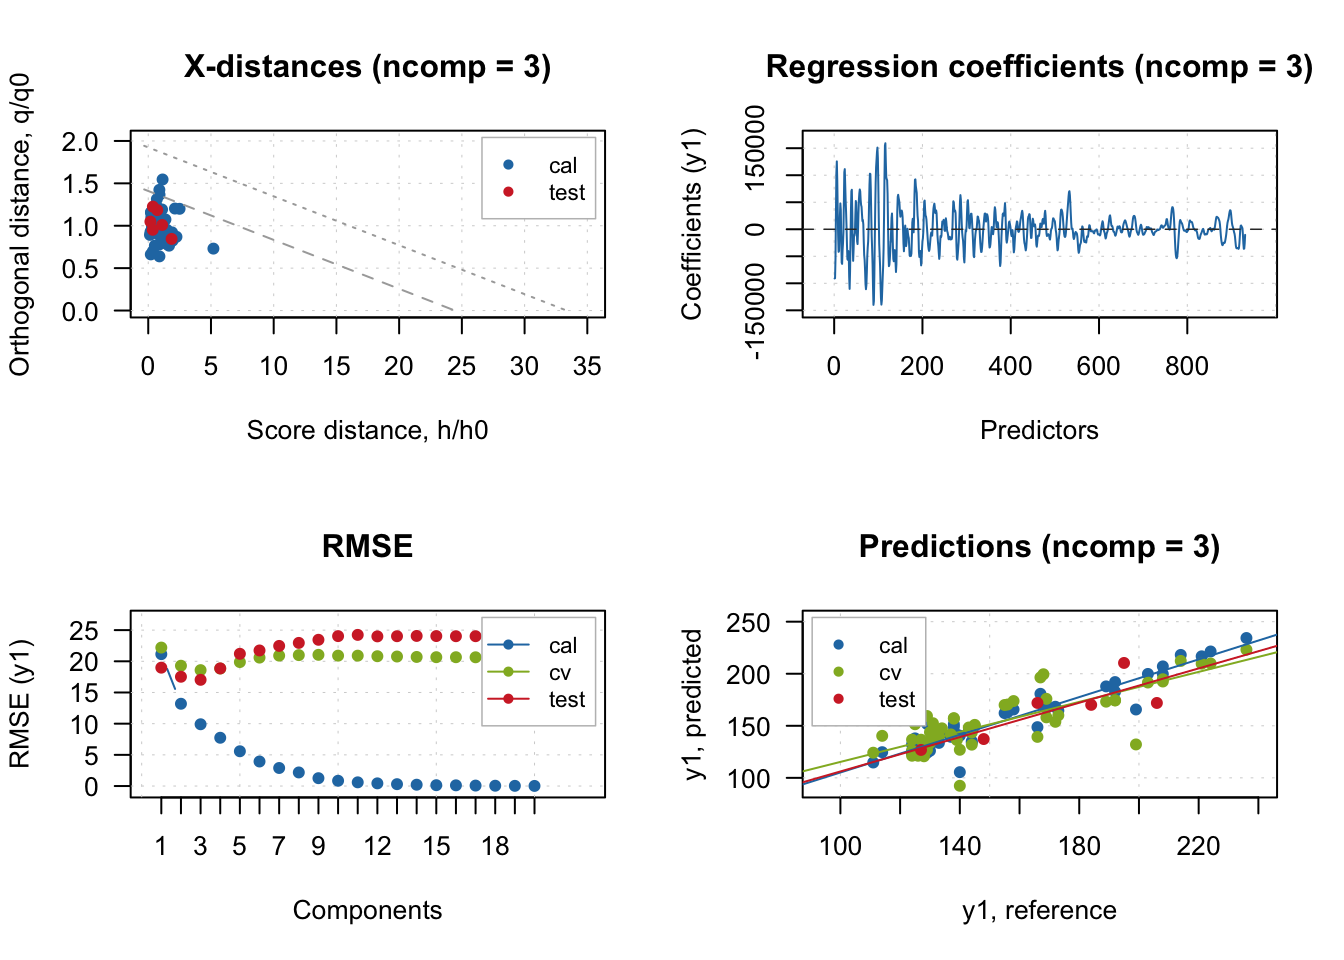 X-distances (ncomp = 3)
Orthogonal distance, q/q0
2.0
1.5
1.0
0.5
0.0
cal
test
0 5 10 15 20 25 30 35
Score distance, h/h0
Regression coefficients (ncomp = 3)
Coefficients (y1)
150000
0
-150000
0 200 400 600 800
Predictors
RMSE
RMSE (y1)
25
20
15
10
5
0
cal
cv
test
1 3 5 7 9 12 15 18
Components
Predictions (ncomp = 3)
y1, predicted
250
200
150
100
cal
cv
test
100 140 180 220
y1, reference